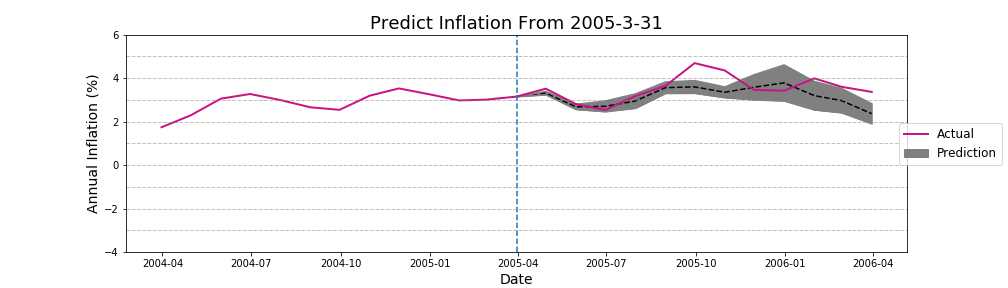 Predict Inflation From 2005-3-31
Annual Inflation (%)
6
4
2
0
−2
−4
2004-04 2004-07 2004-10 2005-01 2005-04 2005-07 2005-10 2006-01 2006-04
Date
Actual
Prediction